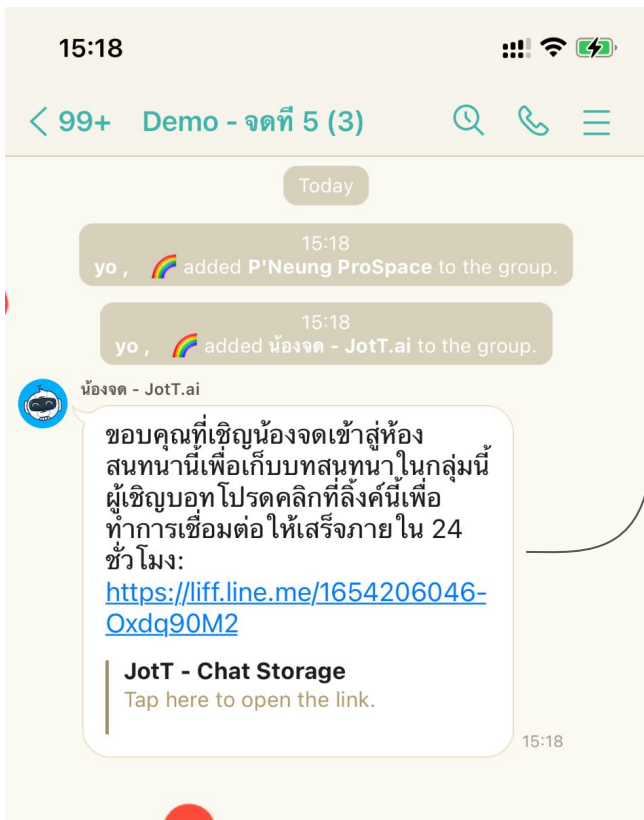 15:18
99+ Demo - จดที่ 5 (3)
Today
15:18
yo , 🌈 added P'Neung ProSpace to the group.
15:18
yo , 🌈 added น้องจด - JotT.ai to the group.
น้องจด - JotT.ai
ขอบคุณที่เชิญน้องจดเข้าสู่ห้อง
สนทนานี้เพื่อเก็บบทสนทนาในกลุ่มนี้
ผู้เชิญบอทโปรดคลิกที่ลิ้งค์นี้เพื่อ
ทำการเชื่อมต่อให้เสร็จภายใน 24
ชั่วโมง:
https://liff.line.me/1654206046-
Oxdq90M2
JotT - Chat Storage
Tap here to open the link.
15:18